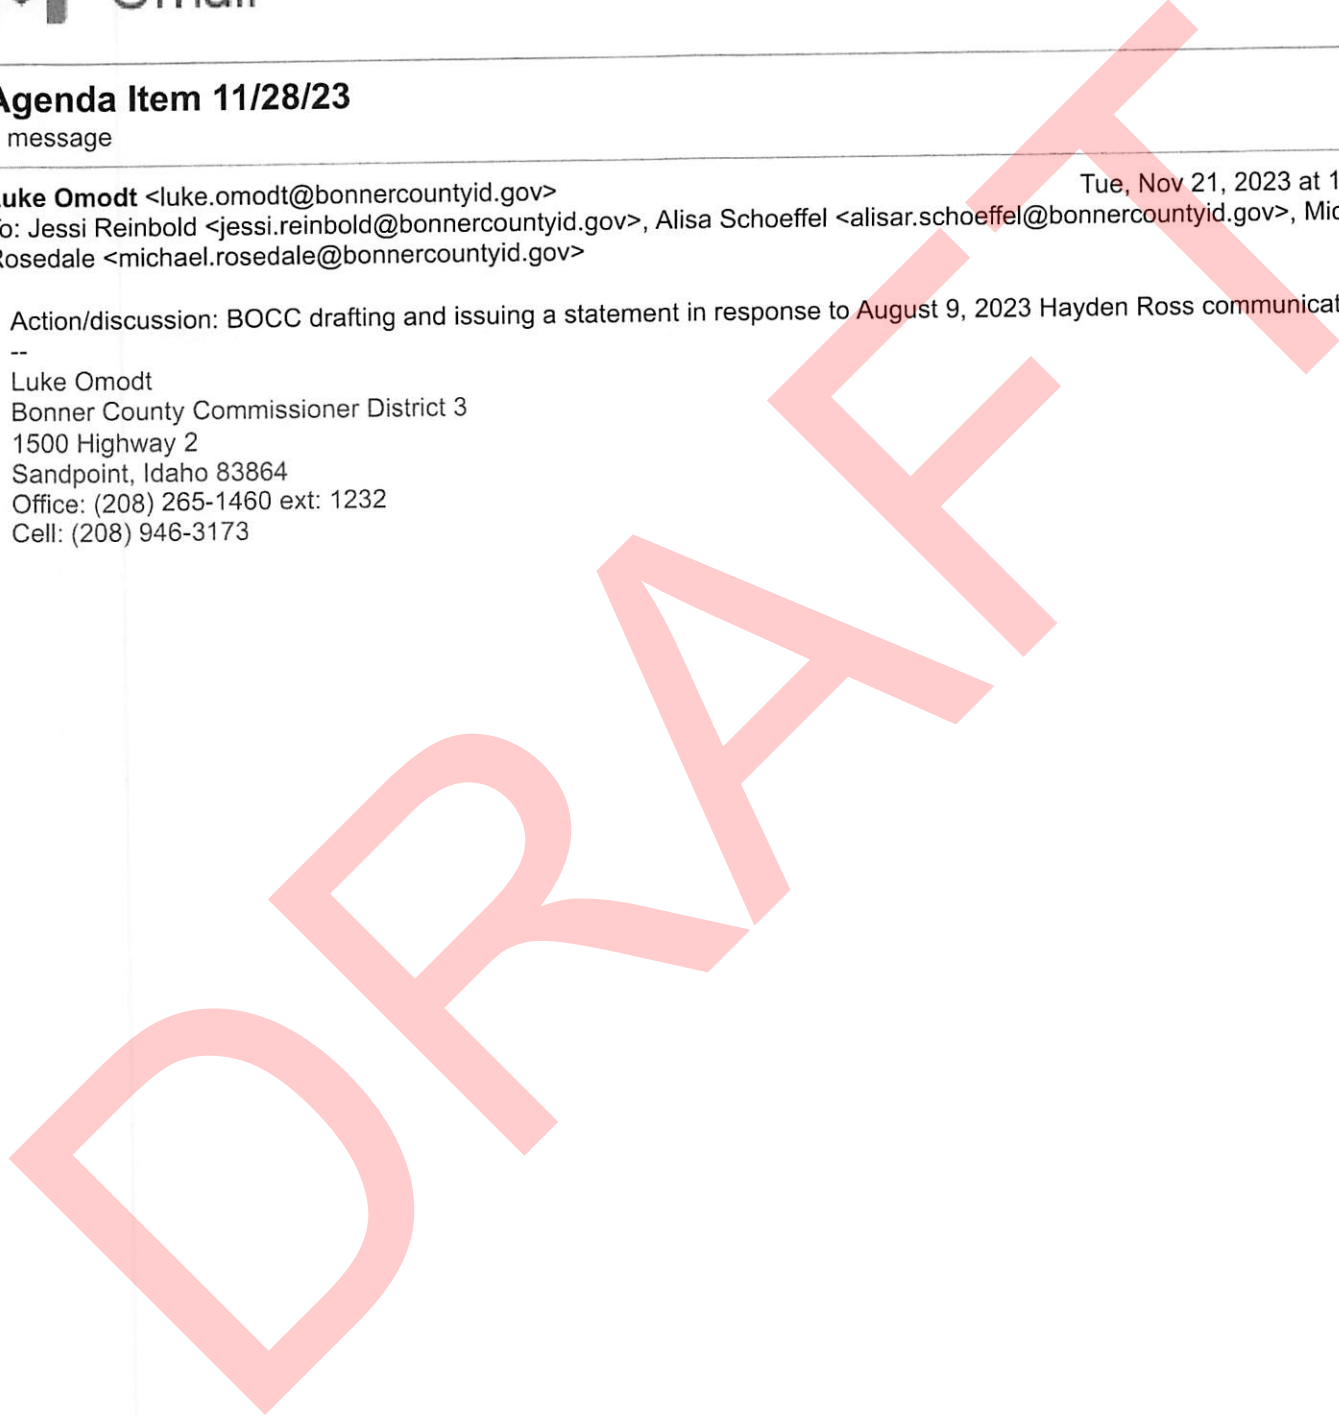 Agenda Item 11/28/23
message
Luke Omodt <luke.omodt@bonnercountyid.gov>
Tue, Nov 21, 2023 at 1
To: Jessi Reinbold <jessi.reinbold@bonnercountyid.gov>, Alisa Schoeffel <alisar.schoeffel@bonnercountyid.gov>, Mic
Rosedale <michael.rosedale@bonnercountyid.gov>
Action/discussion: BOCC drafting and issuing a statement in response to August 9, 2023 Hayden Ross communicat
--
Luke Omodt
Bonner County Commissioner District 3
1500 Highway 2
Sandpoint, Idaho 83864
Office: (208) 265-1460 ext: 1232
Cell: (208) 946-3173
DRAFT